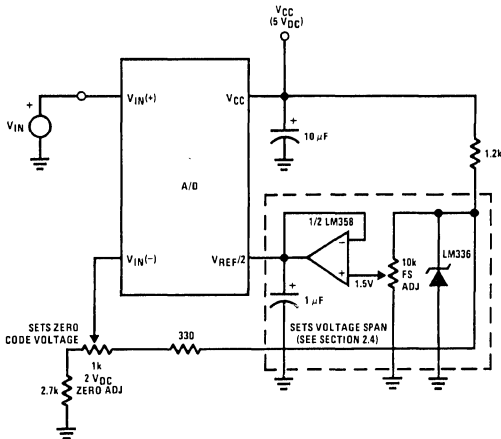 VCC
(5 VDC)
+
VIN
VIN(+)
VCC
+
10 µF
1.2k
A/D
1/2 LM358
VIN(−)
VREF/2
−
+
1.5V
10k
FS
ADJ
LM336
+
1 µF
SETS ZERO
CODE VOLTAGE
330
SETS VOLTAGE SPAN
(SEE SECTION 2.4)
1k
2 VDC
ZERO ADJ
2.7k